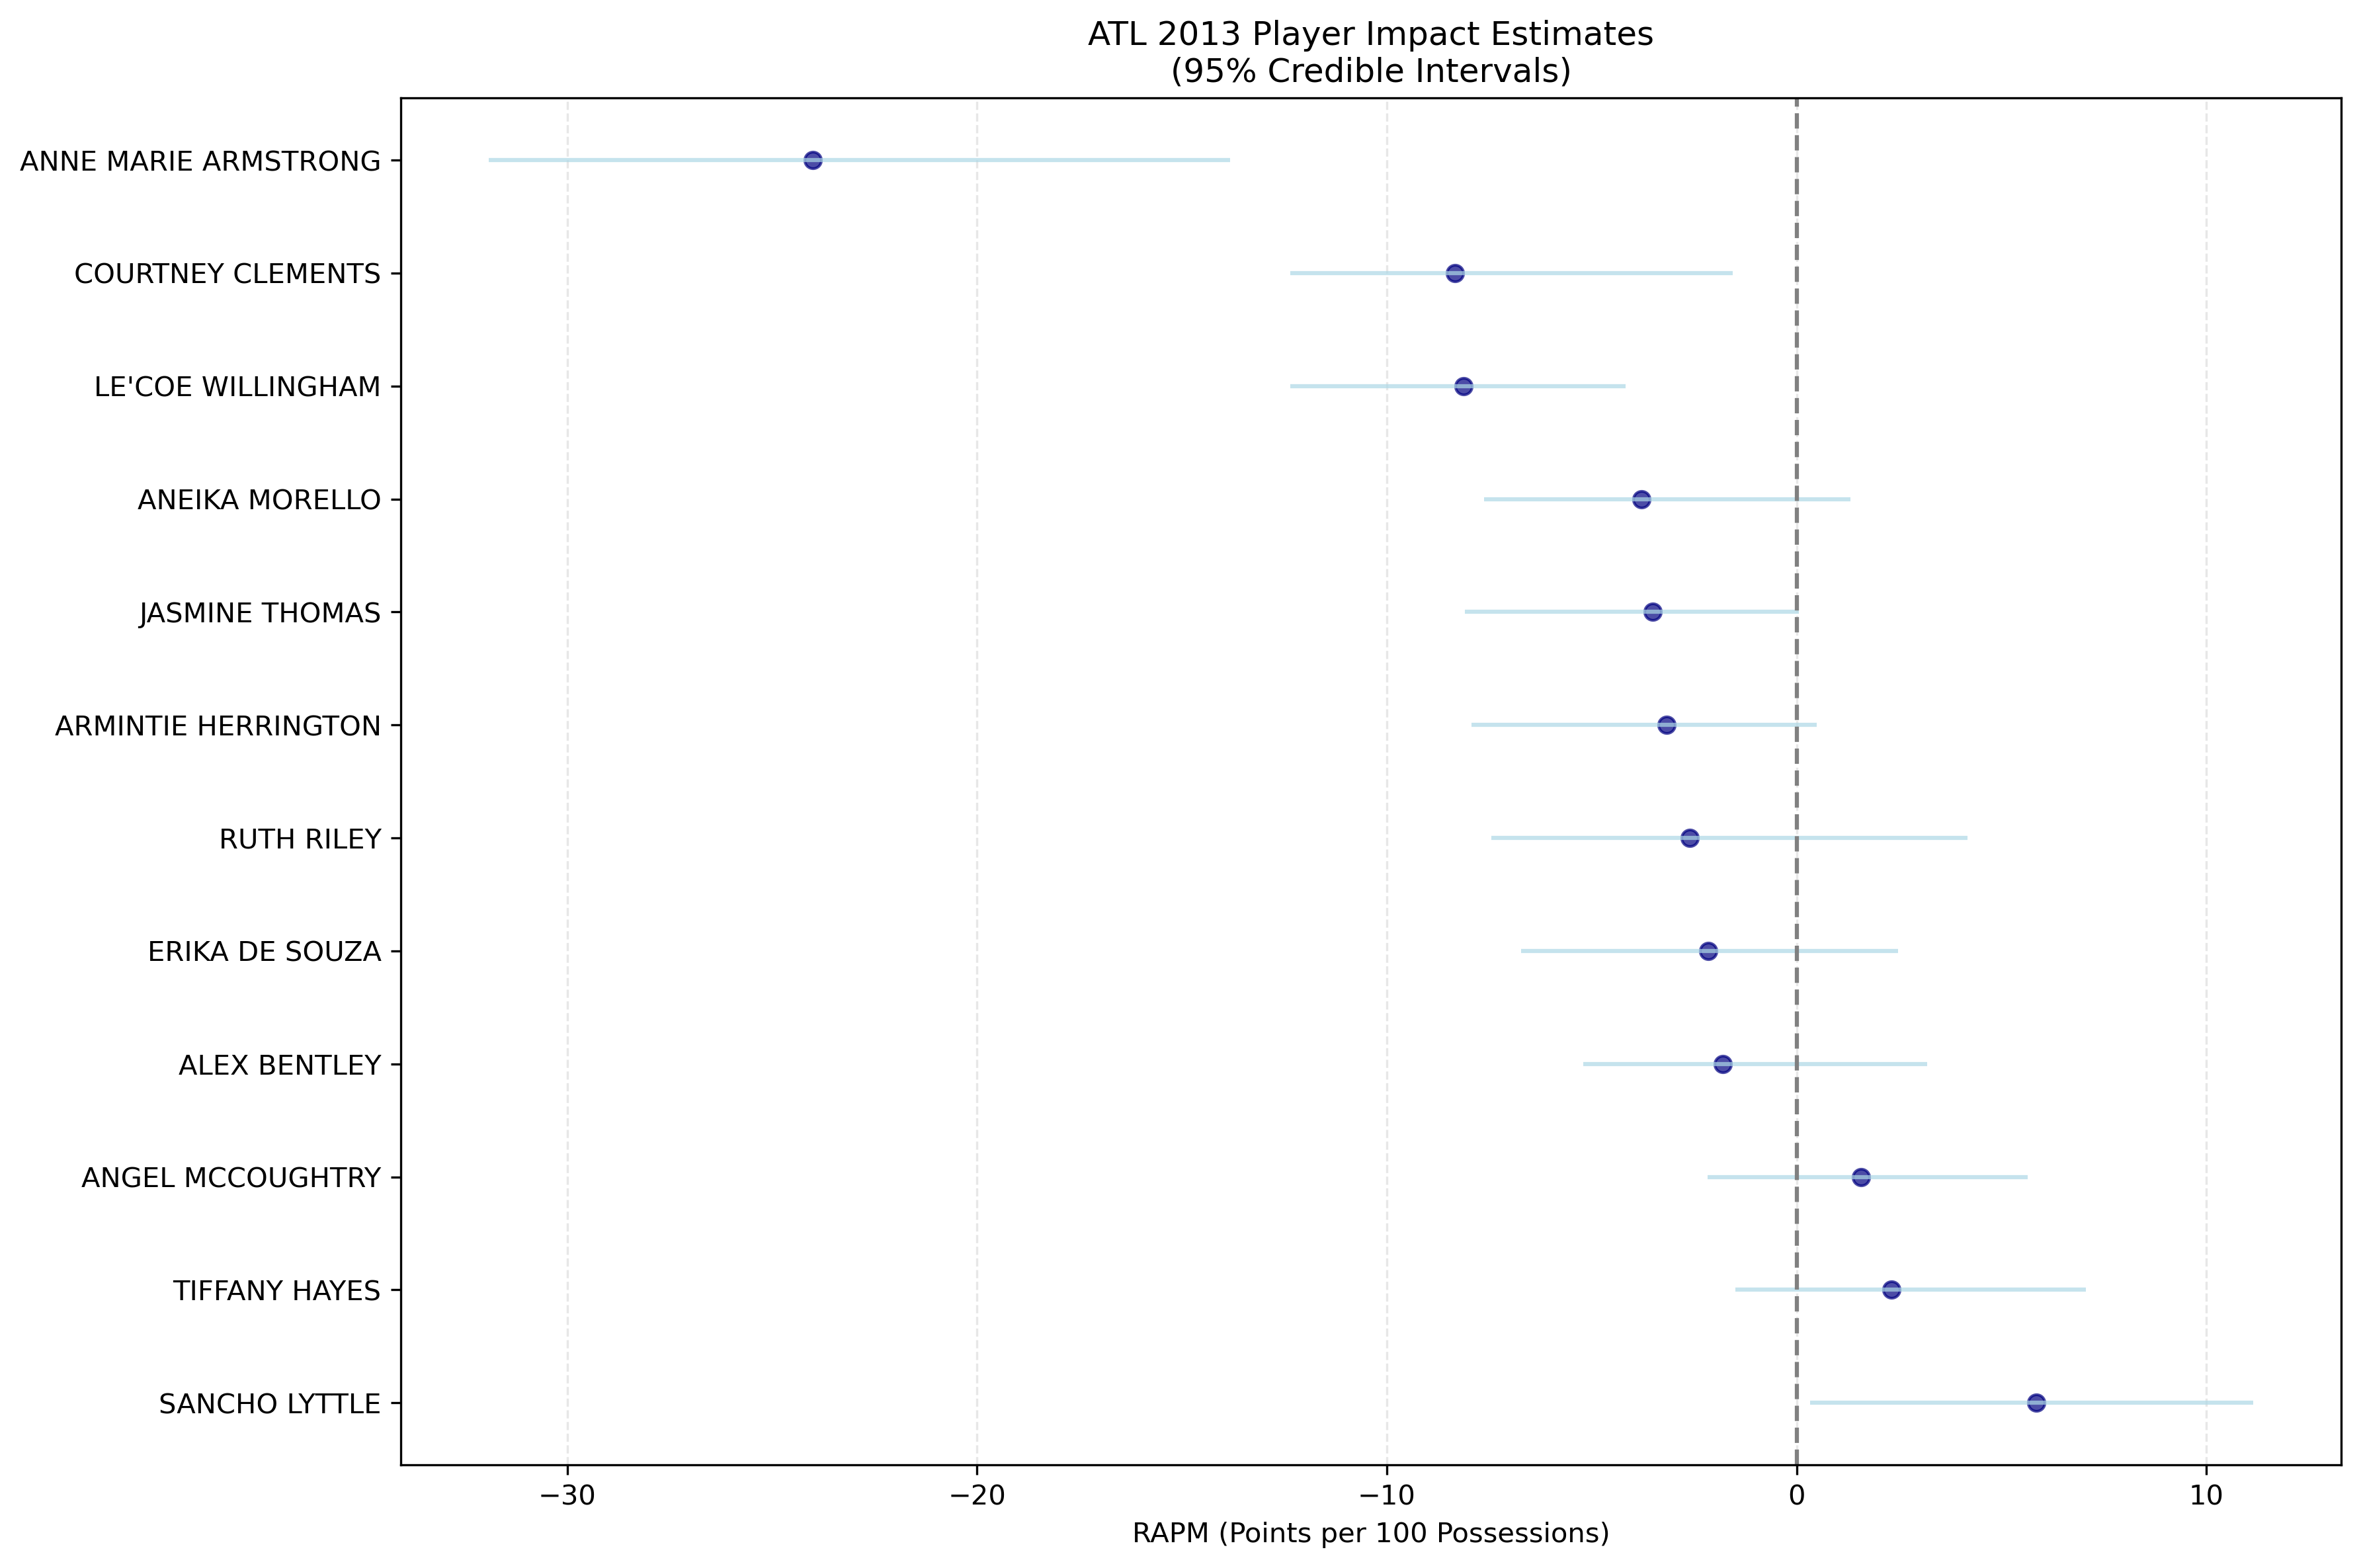 ATL 2013 Player Impact Estimates
(95% Credible Intervals)
ANNE MARIE ARMSTRONG
COURTNEY CLEMENTS
LE'COE WILLINGHAM
ANEIKA MORELLO
JASMINE THOMAS
ARMINTIE HERRINGTON
RUTH RILEY
ERIKA DE SOUZA
ALEX BENTLEY
ANGEL MCCOUGHTRY
TIFFANY HAYES
SANCHO LYTTLE
−30 −20 −10 0 10
RAPM (Points per 100 Possessions)